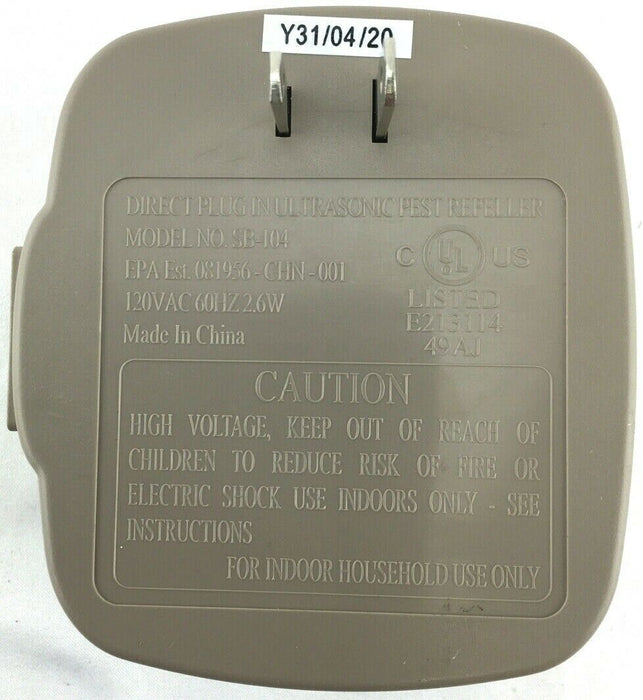 Y31/04/20
DIRECT PLUG IN ULTRASONIC PEST REPELLER
MODEL NO. SB-104
EPA Est. 081956-CHN-001
120VAC 60HZ 2.6W
Made In China
C UL US
LISTED
E213114
49AJ
CAUTION
HIGH VOLTAGE, KEEP OUT OF REACH OF
CHILDREN TO REDUCE RISK OF FIRE OR
ELECTRIC SHOCK USE INDOORS ONLY - SEE
INSTRUCTIONS
FOR INDOOR HOUSEHOLD USE ONLY